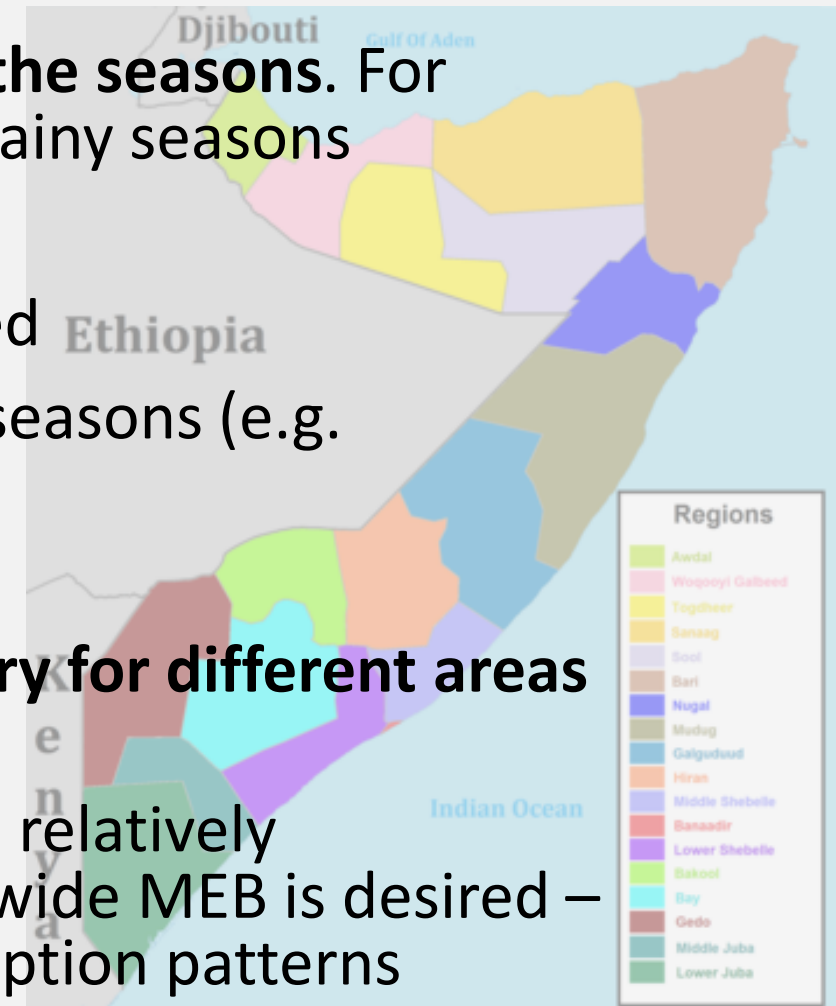 Djibouti
Gulf Of Aden
the seasons. For
ainy seasons
ed
Ethiopia
seasons (e.g.
ry for different areas
Kenya
relatively
Indian Ocean
wide MEB is desired –
ption patterns
Regions
Awdal
Woqooyi Galbeed
Togdheer
Sanaag
Sool
Bari
Nugal
Mudug
Galguduud
Hiran
Middle Shebelle
Banaadir
Lower Shebelle
Bakool
Bay
Gedo
Middle Juba
Lower Juba